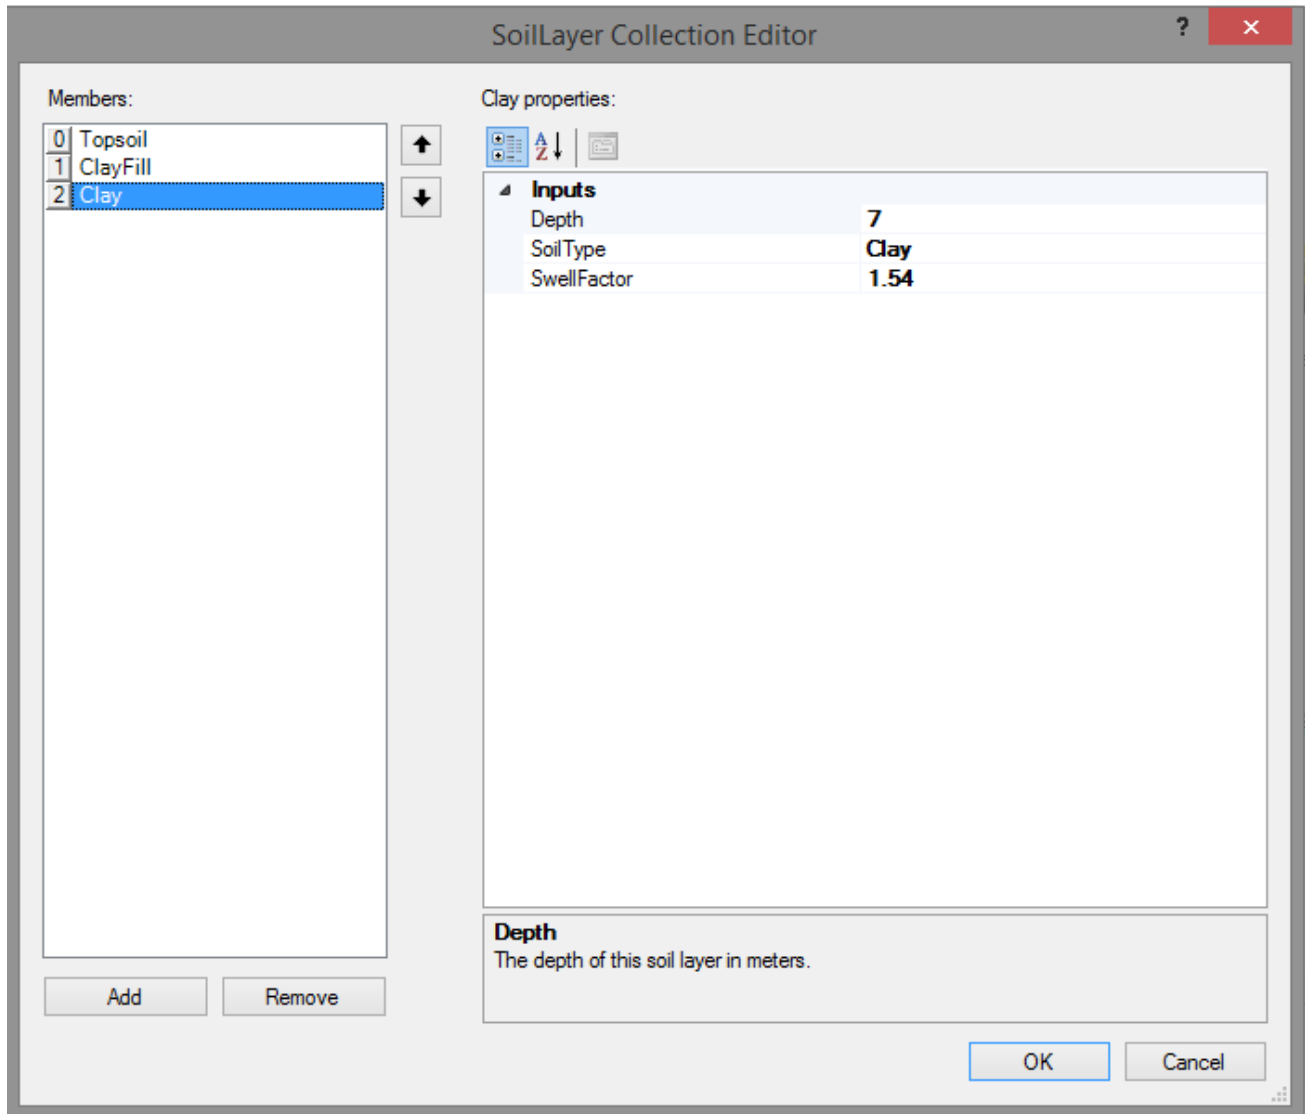 SoilLayer Collection Editor
?
Members:
0 Topsoil
1 ClayFill
2 Clay
Add Remove
Clay properties:
A
Z
Inputs
Depth 7
SoilType Clay
SwellFactor 1.54
Depth
The depth of this soil layer in meters.
OK Cancel